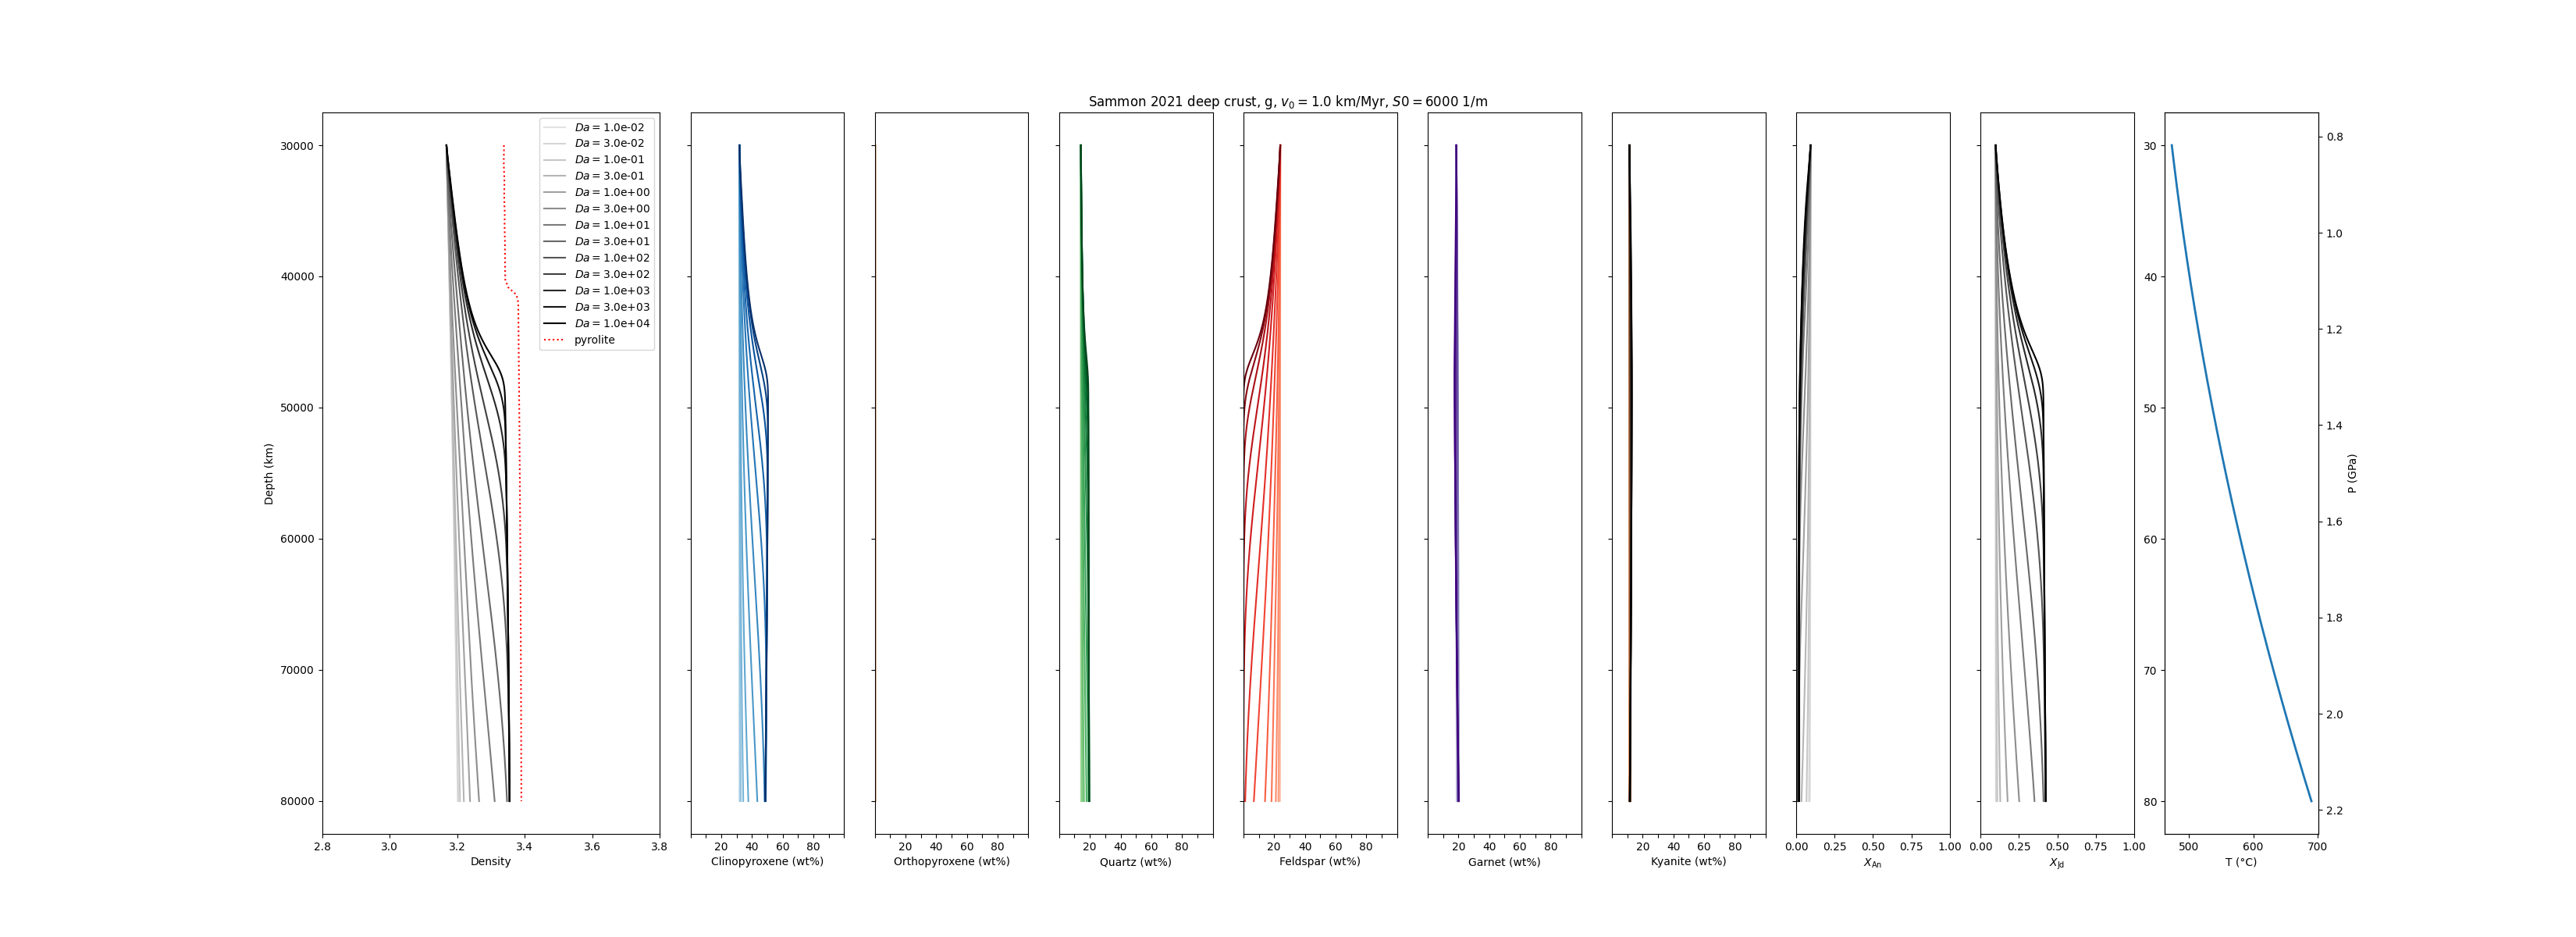 Sammon 2021 deep crust, g, v₀ = 1.0 km/Myr, S0 = 6000 1/m
Da = 1.0e-02
Da = 3.0e-02
Da = 1.0e-01
Da = 3.0e-01
Da = 1.0e+00
Da = 3.0e+00
Da = 1.0e+01
Da = 3.0e+01
Da = 1.0e+02
Da = 3.0e+02
Da = 1.0e+03
Da = 3.0e+03
Da = 1.0e+04
pyrolite
Depth (km)
30000
40000
50000
60000
70000
80000
2.8 3.0 3.2 3.4 3.6 3.8
Density
20 40 60 80
Clinopyroxene (wt%)
20 40 60 80
Orthopyroxene (wt%)
20 40 60 80
Quartz (wt%)
20 40 60 80
Feldspar (wt%)
20 40 60 80
Garnet (wt%)
20 40 60 80
Kyanite (wt%)
0.00 0.25 0.50 0.75 1.00
X_An
0.00 0.25 0.50 0.75 1.00
X_Jd
30
40
50
60
70
80
500 600 700
T (°C)
0.8
1.0
1.2
1.4
1.6
1.8
2.0
2.2
P (GPa)